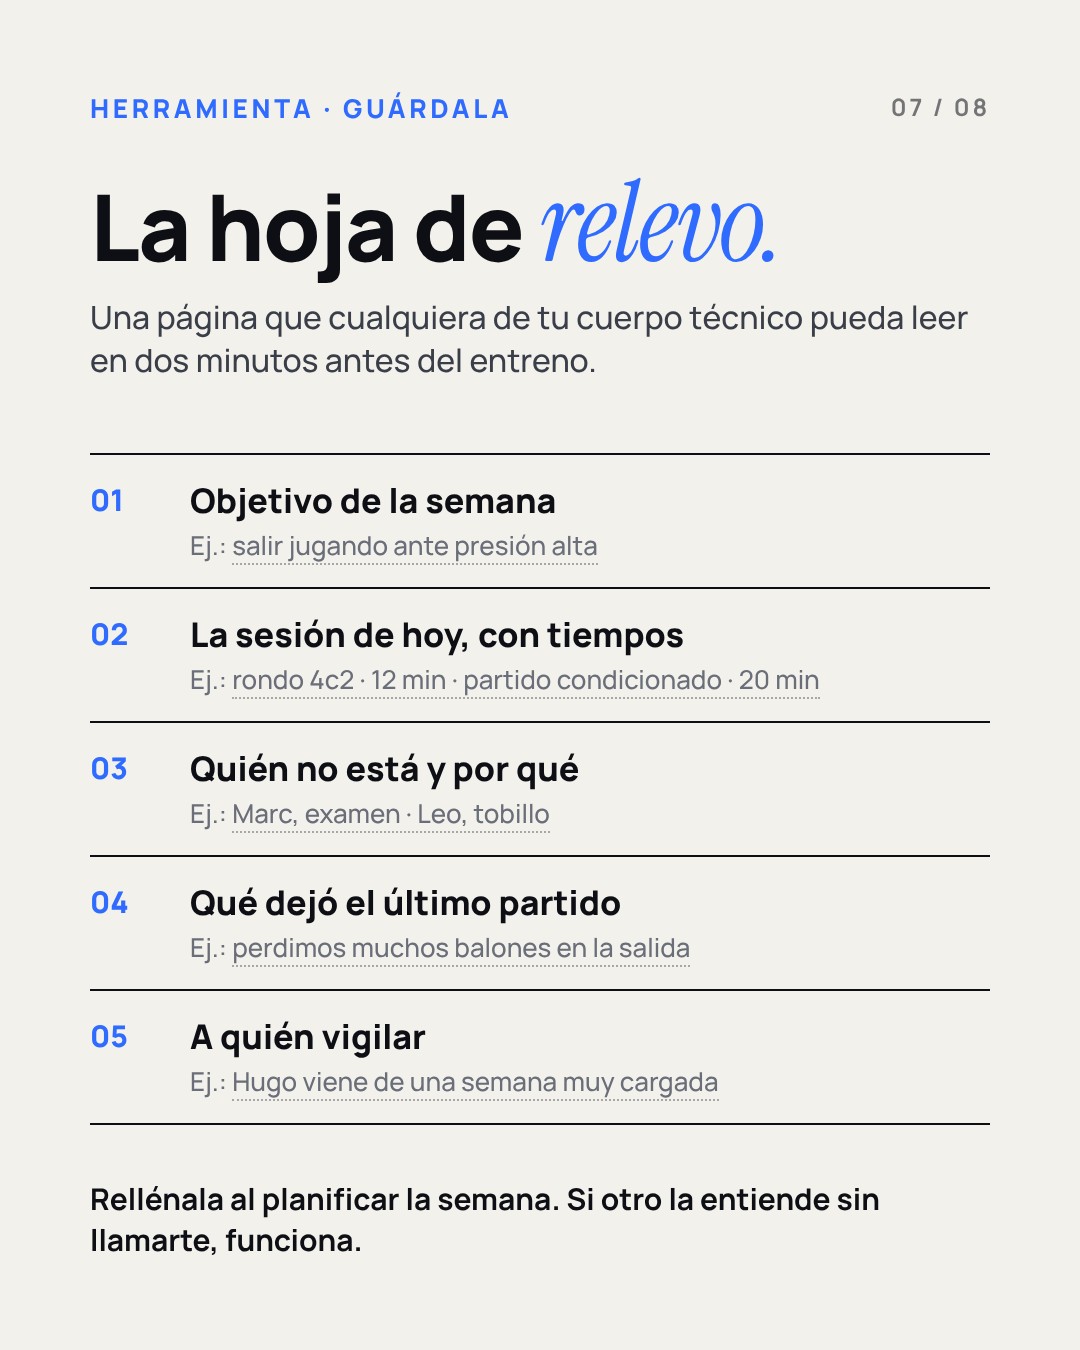 HERRAMIENTA · GUÁRDALA
07 / 08
La hoja de relevo.
Una página que cualquiera de tu cuerpo técnico pueda leer
en dos minutos antes del entreno.
01
Objetivo de la semana
Ej.: salir jugando ante presión alta
02
La sesión de hoy, con tiempos
Ej.: rondo 4c2 · 12 min · partido condicionado · 20 min
03
Quién no está y por qué
Ej.: Marc, examen · Leo, tobillo
04
Qué dejó el último partido
Ej.: perdimos muchos balones en la salida
05
A quién vigilar
Ej.: Hugo viene de una semana muy cargada
Rellénala al planificar la semana. Si otro la entiende sin
llamarte, funciona.